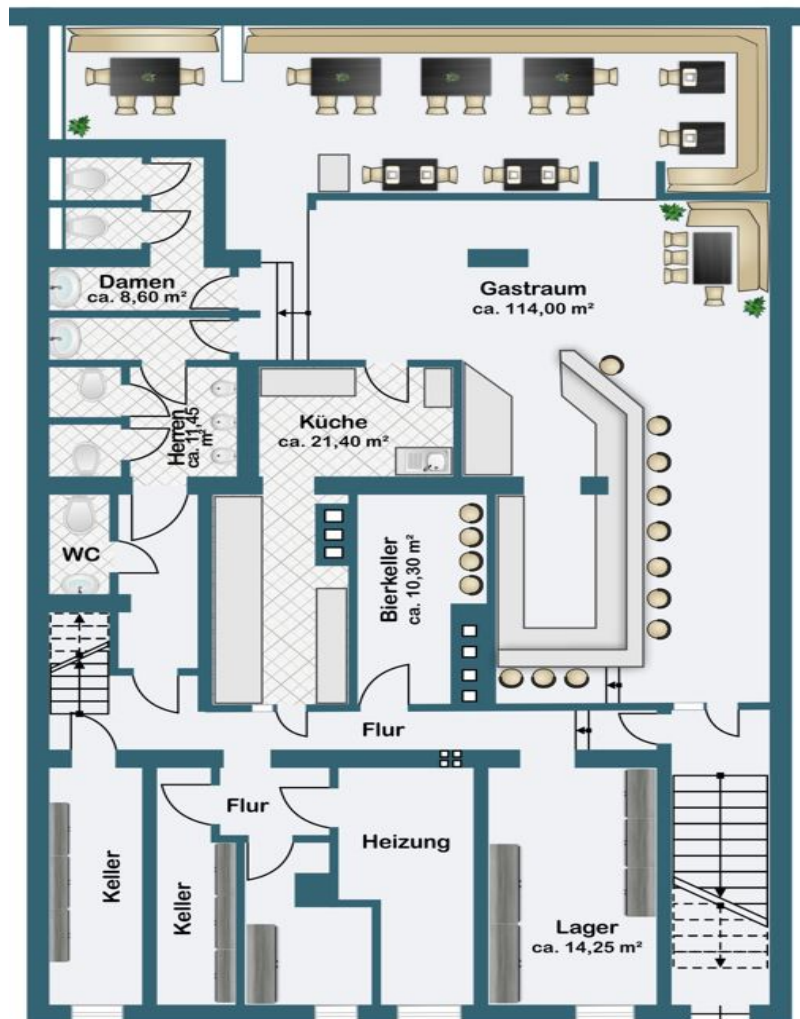 Damen
ca. 8,60 m²
Gastraum
ca. 114,00 m²
Küche
ca. 21,40 m²
Herren
ca. 11,45
m²
WC
Bierkeller
ca. 10,30 m²
Flur
Flur
Heizung
Keller
Keller
Lager
ca. 14,25 m²